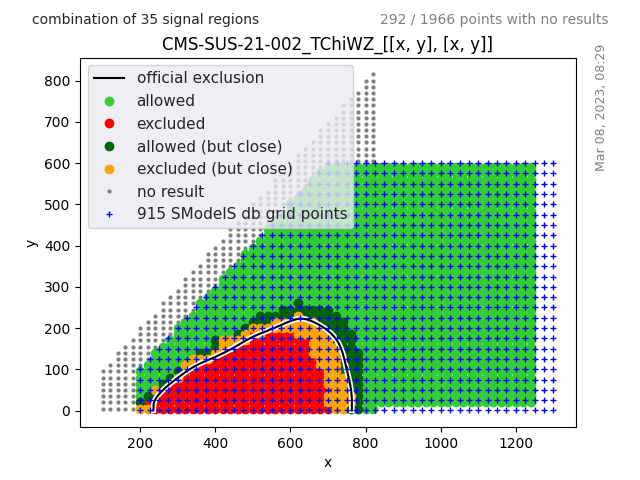 combination of 35 signal regions
292 / 1966 points with no results
CMS-SUS-21-002_TChiWZ_[[x, y], [x, y]]
Mar 08, 2023, 08:29
official exclusion
allowed
excluded
allowed (but close)
excluded (but close)
no result
915 SModelS db grid points
y
800
700
600
500
400
300
200
100
0
200 400 600 800 1000 1200
x